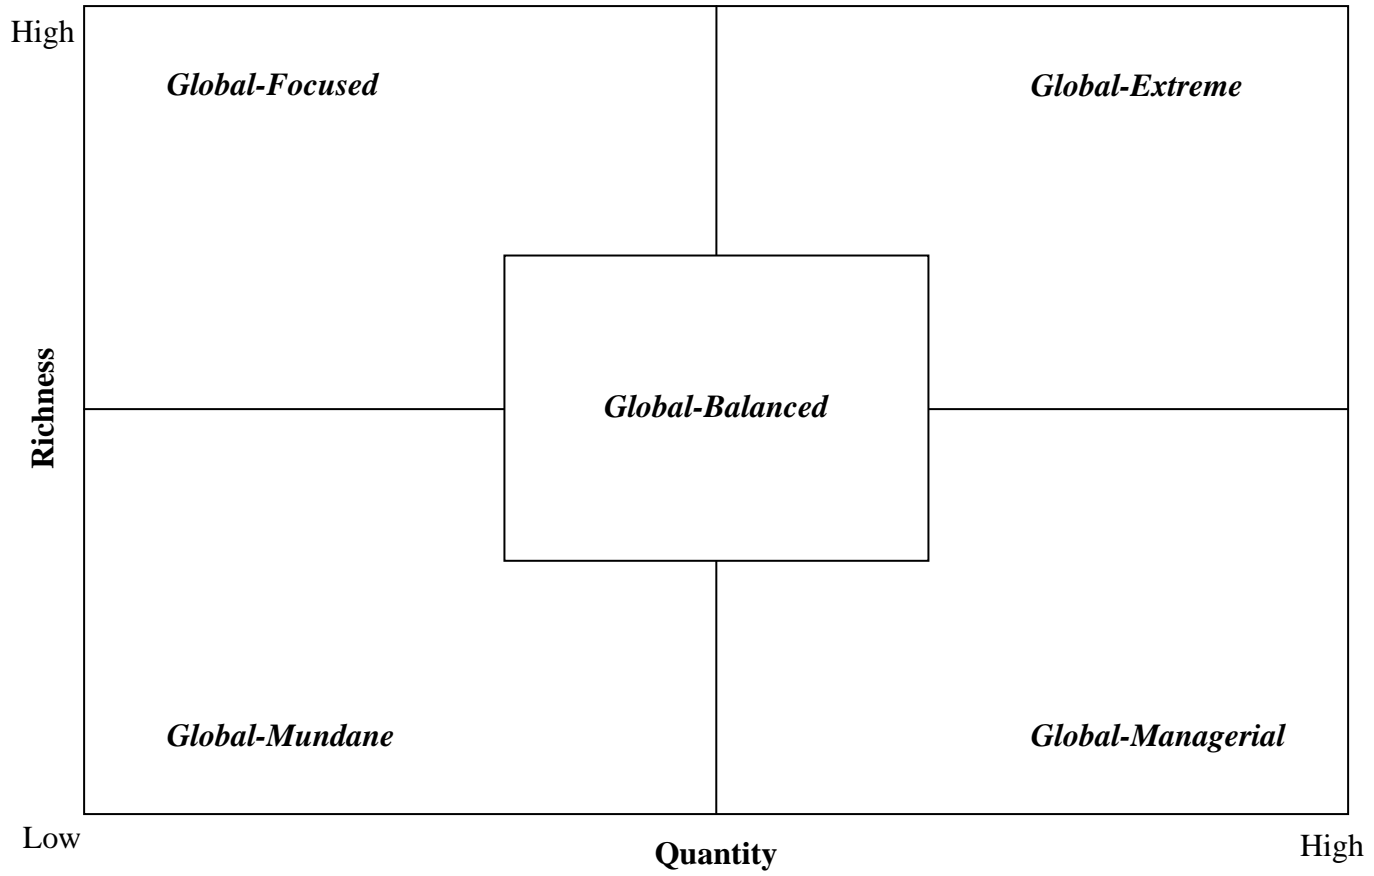 High
Global-Focused
Global-Extreme
Richness
Global-Balanced
Global-Mundane
Global-Managerial
Low
Quantity
High